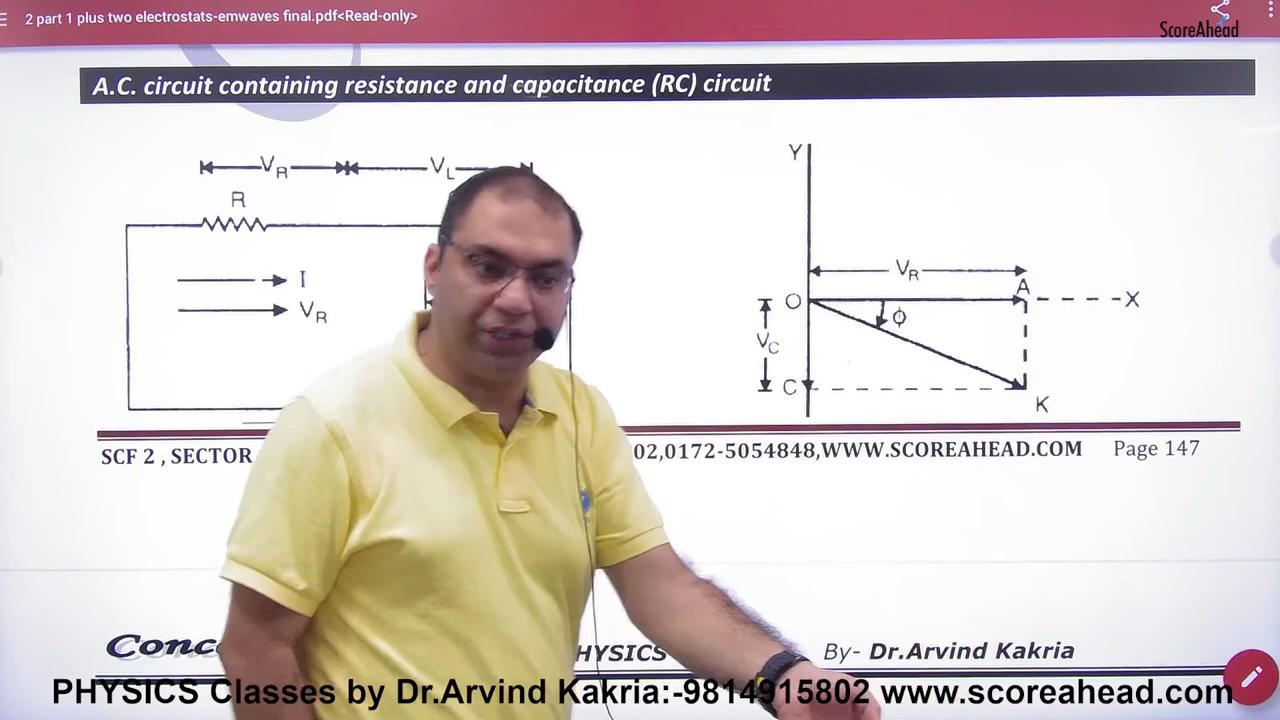 2 part 1 plus two electrostats-emwaves final.pdf<Read-only>
ScoreAhead
A.C. circuit containing resistance and capacitance (RC) circuit
V_R V_L
R
I
V_R
Y
V_R
A
O X
ϕ
V_C
C
K
SCF 2 , SECTOR 02,0172-5054848,WWW.SCOREAHEAD.COM Page 147
By- Dr.Arvind Kakria
PHYSICS Classes by Dr.Arvind Kakria:-9814915802 www.scoreahead.com